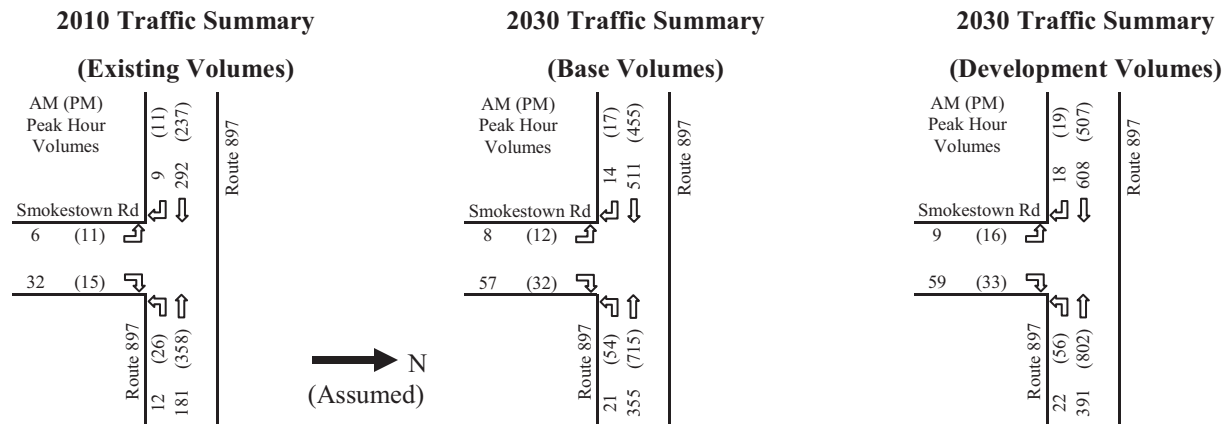 2010 Traffic Summary
(Existing Volumes)
AM (PM)
Peak Hour
Volumes
(11)
(237)
9
292
Route 897
Smokestown Rd
6 (11)
32 (15)
Route 897
(26)
(358)
12
181
N
(Assumed)
2030 Traffic Summary
(Base Volumes)
AM (PM)
Peak Hour
Volumes
(17)
(455)
14
511
Route 897
Smokestown Rd
8 (12)
57 (32)
Route 897
(54)
(715)
21
355
2030 Traffic Summary
(Development Volumes)
AM (PM)
Peak Hour
Volumes
(19)
(507)
18
608
Route 897
Smokestown Rd
9 (16)
59 (33)
Route 897
(56)
(802)
22
391